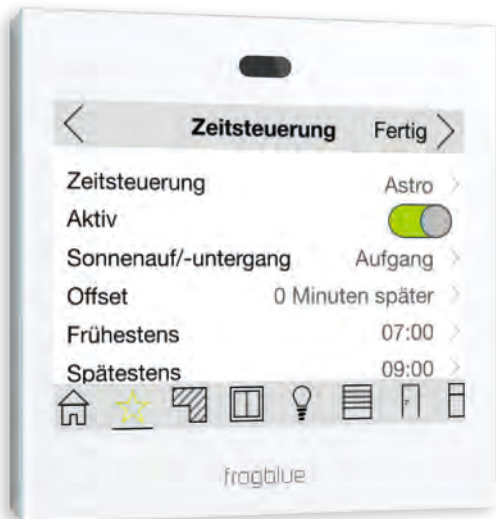 Zeitsteuerung Fertig
Zeitsteuerung Astro
Aktiv
Sonnenauf/-untergang Aufgang
Offset 0 Minuten später
Frühestens 07:00
Spätestens 09:00
frogblue